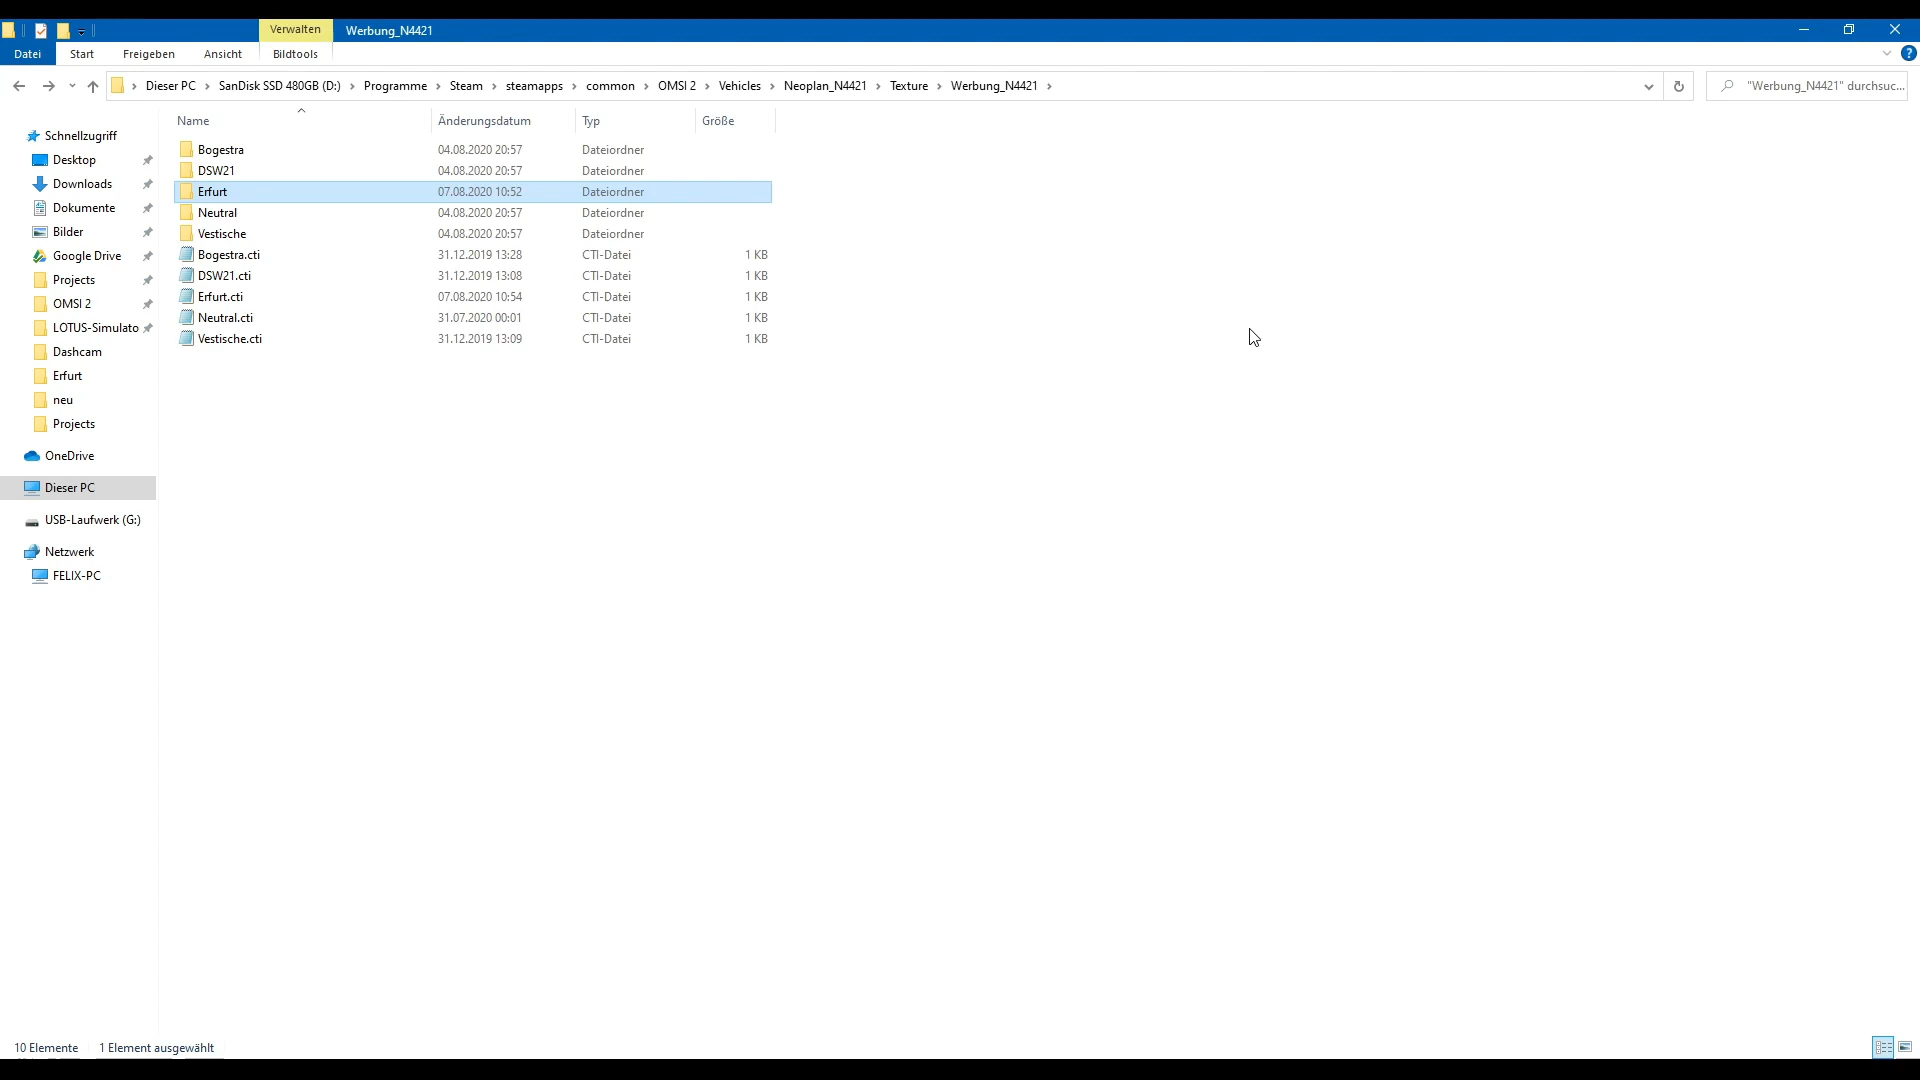 Verwalten
Werbung_N4421
Datei Start Freigeben Ansicht Bildtools
Dieser PC › SanDisk SSD 480GB (D:) › Programme › Steam › steamapps › common › OMSI 2 › Vehicles › Neoplan_N4421 › Texture › Werbung_N4421 ›
"Werbung_N4421" durchsuc...
Name Änderungsdatum Typ Größe
Schnellzugriff
Desktop
Downloads
Dokumente
Bilder
Google Drive
Projects
OMSI 2
LOTUS-Simulato
Dashcam
Erfurt
neu
Projects
OneDrive
Dieser PC
USB-Laufwerk (G:)
Netzwerk
FELIX-PC
Bogestra 04.08.2020 20:57 Dateiordner
DSW21 04.08.2020 20:57 Dateiordner
Erfurt 07.08.2020 10:52 Dateiordner
Neutral 04.08.2020 20:57 Dateiordner
Vestische 04.08.2020 20:57 Dateiordner
Bogestra.cti 31.12.2019 13:28 CTI-Datei 1 KB
DSW21.cti 31.12.2019 13:08 CTI-Datei 1 KB
Erfurt.cti 07.08.2020 10:54 CTI-Datei 1 KB
Neutral.cti 31.07.2020 00:01 CTI-Datei 1 KB
Vestische.cti 31.12.2019 13:09 CTI-Datei 1 KB
10 Elemente 1 Element ausgewählt